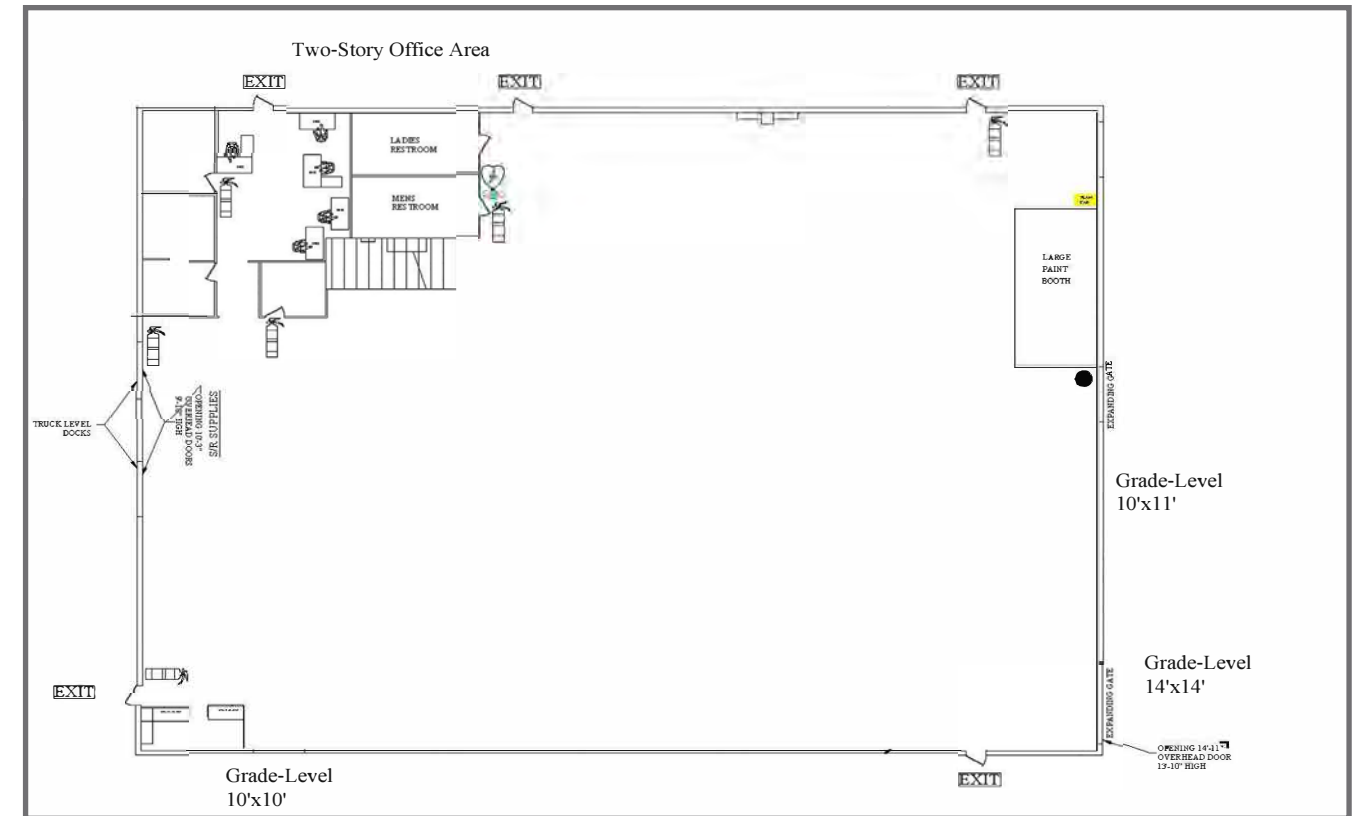 Two-Story Office Area
EXIT
EXIT
EXIT
LADIES
RESTROOM
MENS
RESTROOM
LARGE
PAINT
BOOTH
EXPANDING GATE
TRUCK LEVEL
DOCKS
S/R SUPPLIES
OPENING 10'-3"
OVERHEAD DOORS
HIGH
Grade-Level
10'x11'
Grade-Level
14'x14'
EXPANDING GATE
EXIT
OPENING 14'-11"
OVERHEAD DOOR
13'-10" HIGH
Grade-Level
10'x10'
EXIT